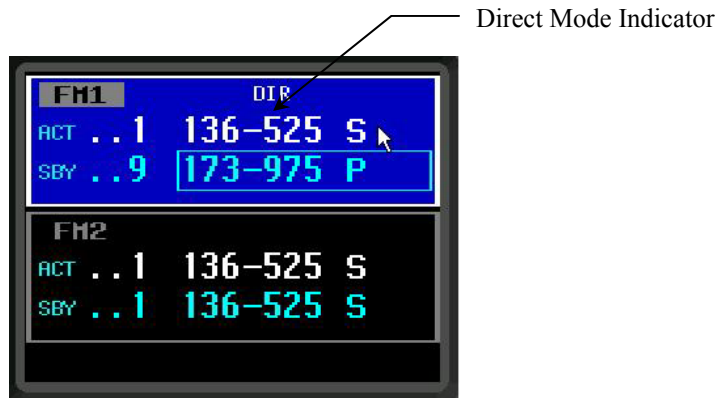 Direct Mode Indicator
FM1 DIR
ACT ..1 136-525 S
SBY ..9 173-975 P
FM2
ACT ..1 136-525 S
SBY ..1 136-525 S